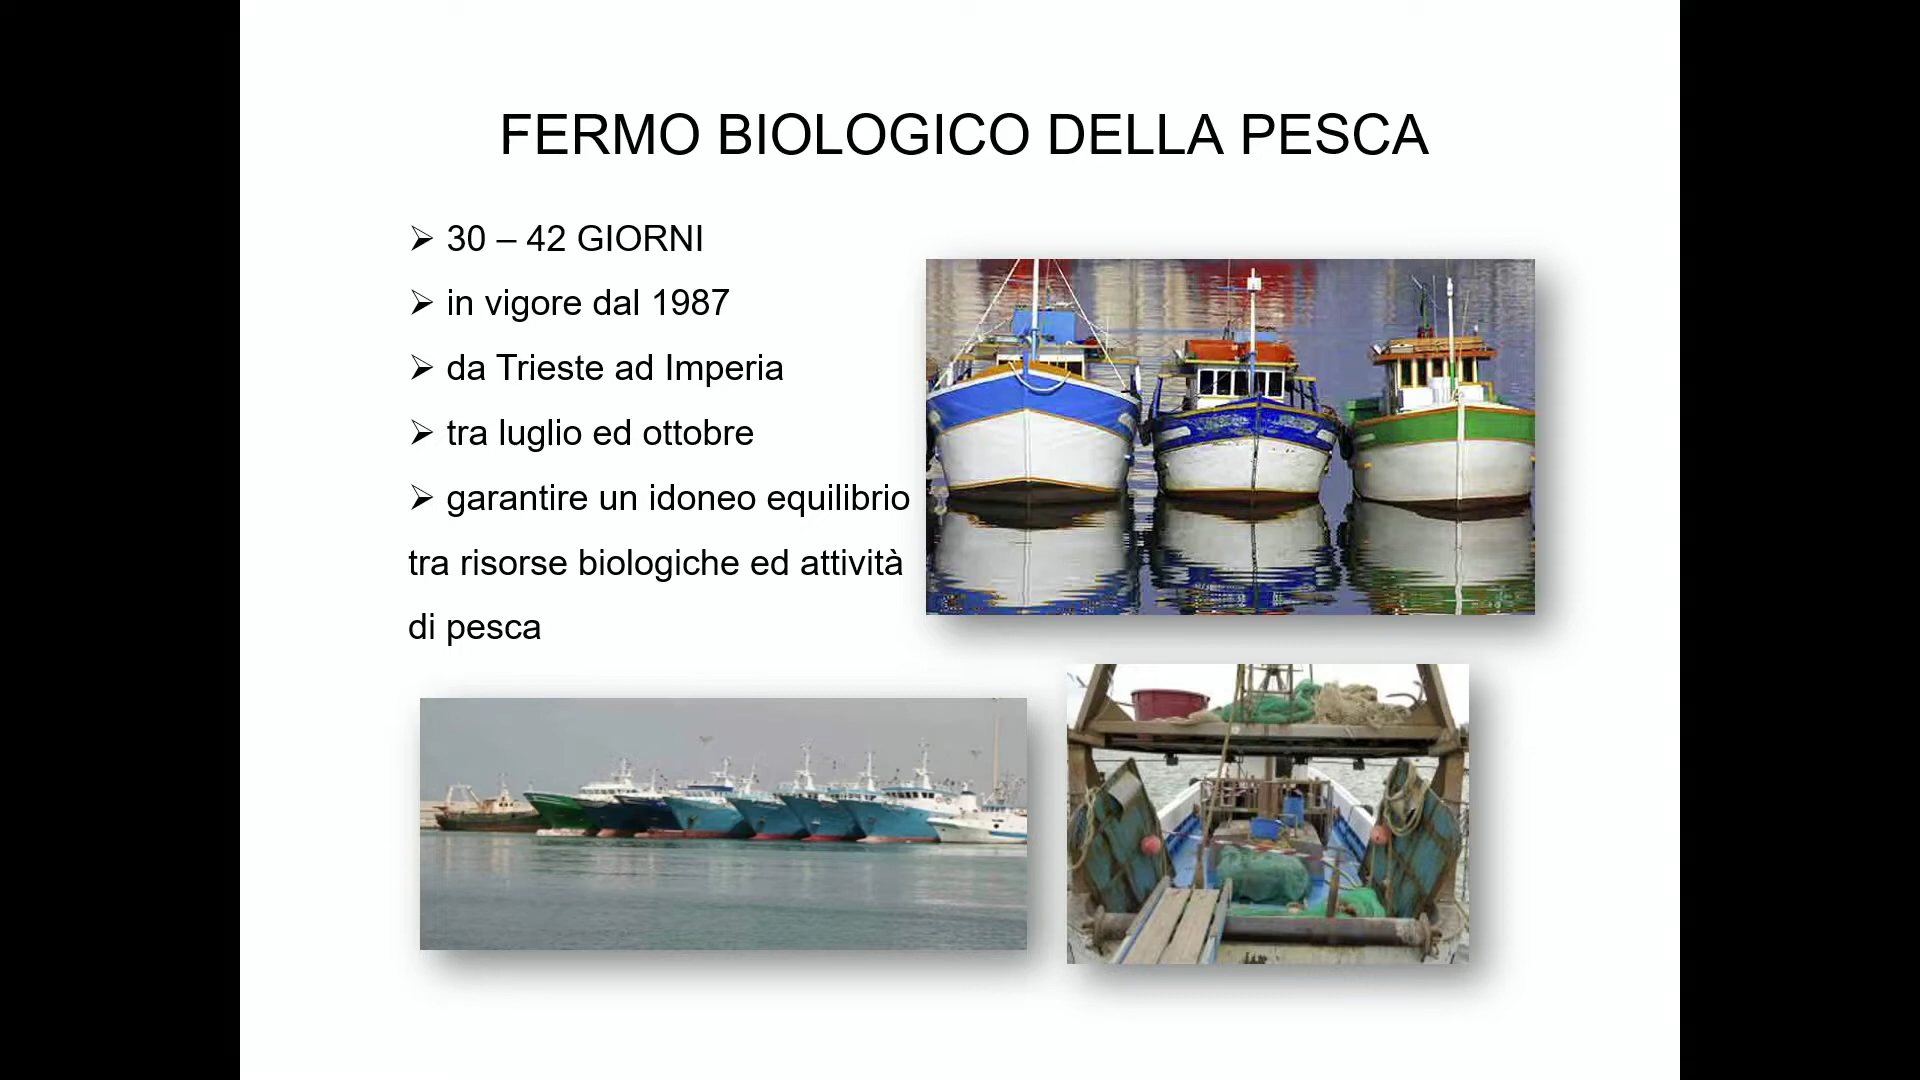 FERMO BIOLOGICO DELLA PESCA
➢ 30 – 42 GIORNI
➢ in vigore dal 1987
➢ da Trieste ad Imperia
➢ tra luglio ed ottobre
➢ garantire un idoneo equilibrio
tra risorse biologiche ed attività
di pesca